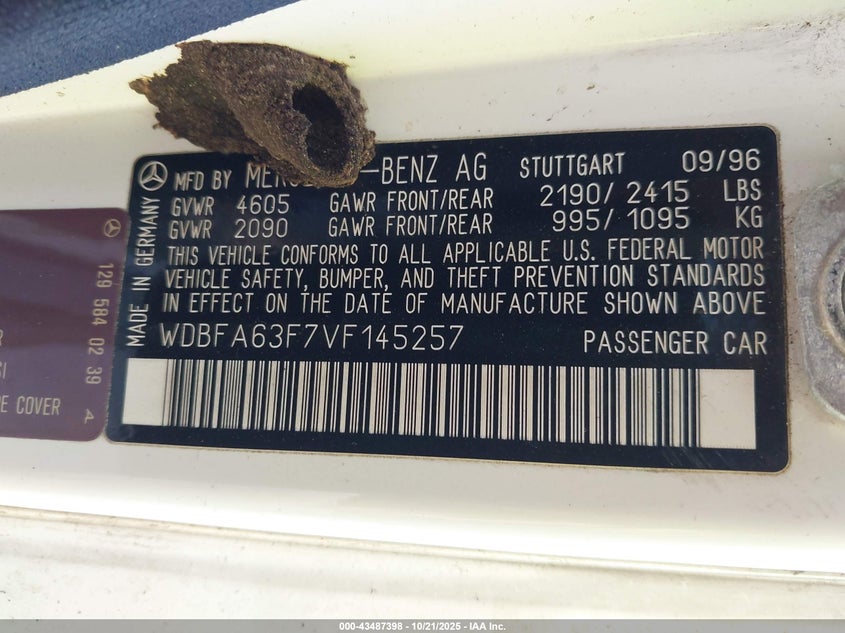 MFD BY MERC -BENZ AG STUTTGART 09/96
GVWR 4605 GAWR FRONT/REAR 2190/2415 LBS
GVWR 2090 GAWR FRONT/REAR 995/1095 KG
THIS VEHICLE CONFORMS TO ALL APPLICABLE U.S. FEDERAL MOTOR
VEHICLE SAFETY, BUMPER, AND THEFT PREVENTION STANDARDS
IN EFFECT ON THE DATE OF MANUFACTURE SHOWN ABOVE
WDBFA63F7VF145257 PASSENGER CAR
MADE IN GERMANY
129 584 02 39 A
COVER
000-43487398 - 10/21/2025 - IAA Inc.